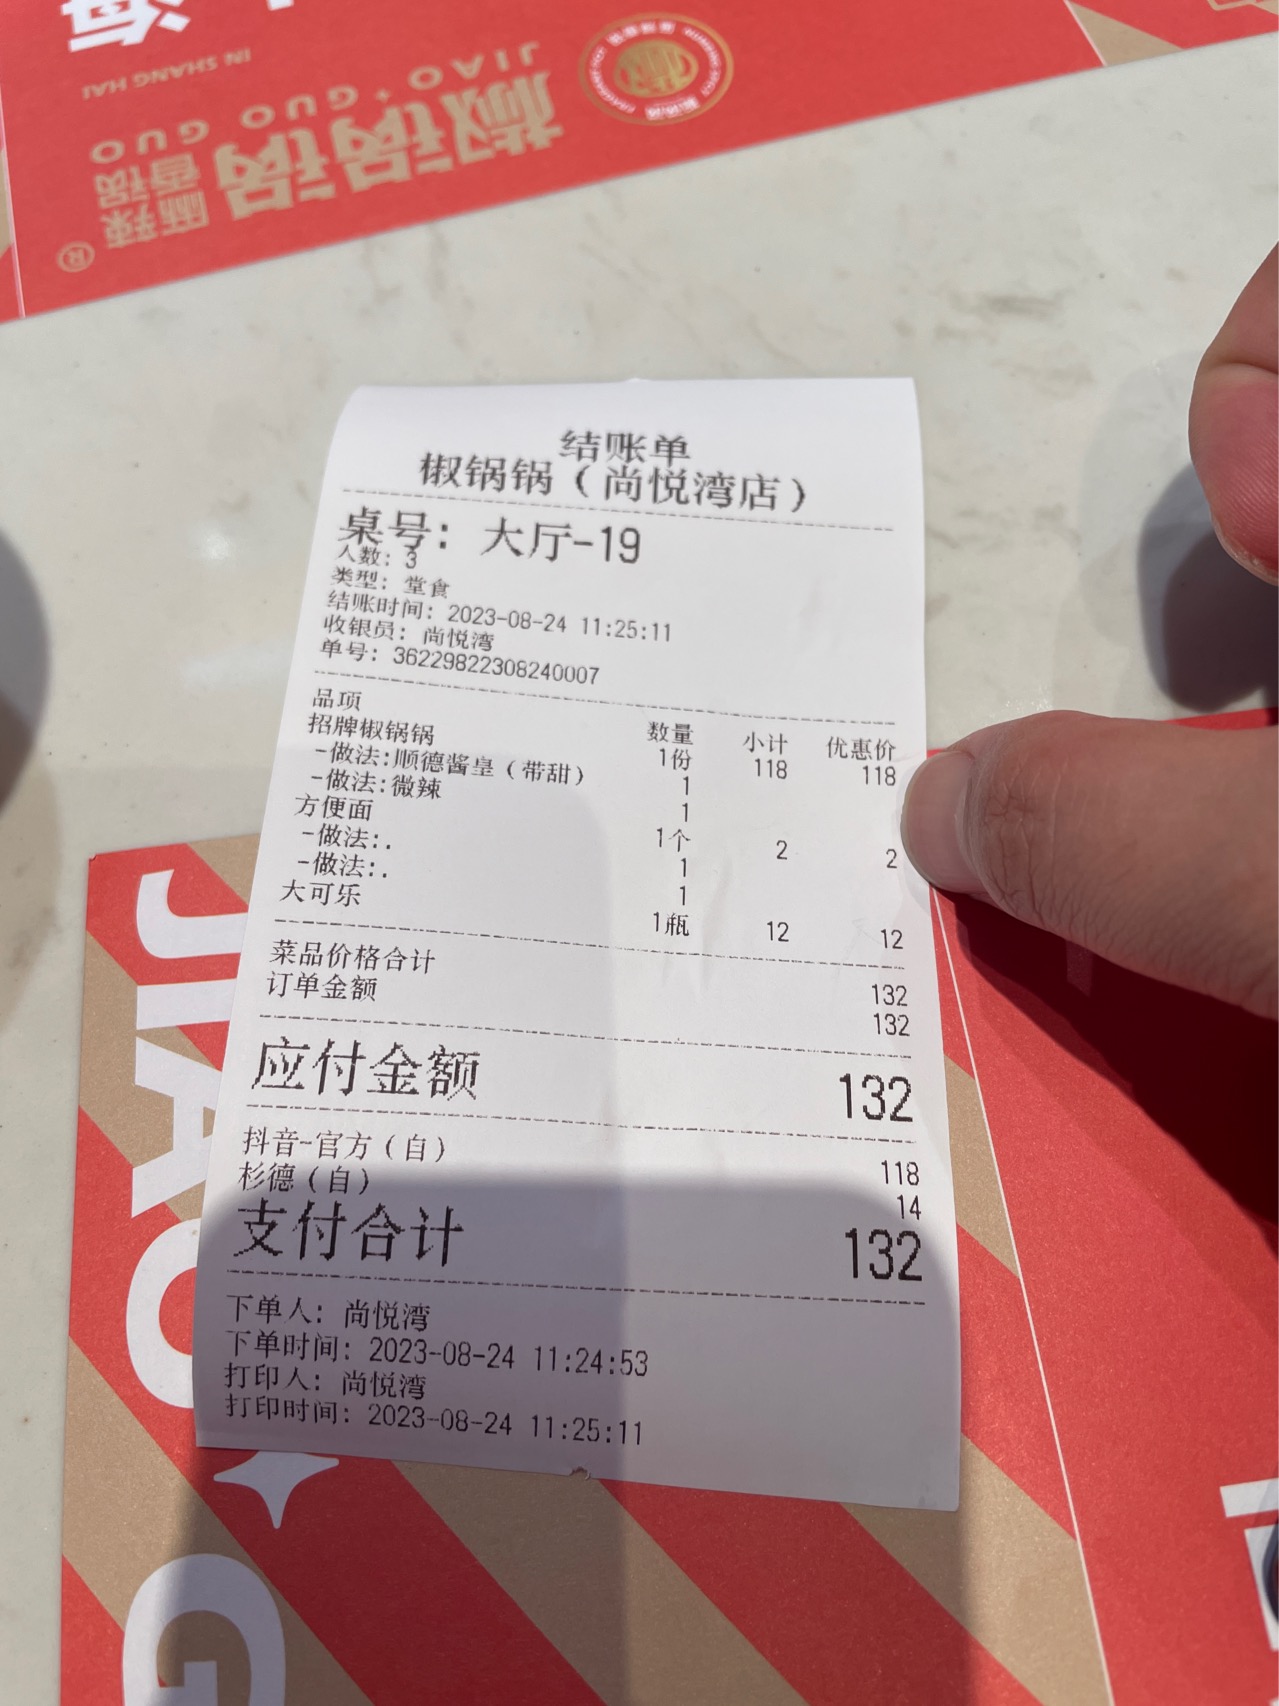 海
IN SHANG HAI
JIAO + GUO GUO
椒锅锅
麻辣
香锅
®
结账单
椒锅锅（尚悦湾店）
桌号: 大厅-19
人数: 3
类型: 堂食
结账时间: 2023-08-24 11:25:11
收银员: 尚悦湾
单号: 362298822308240007
品项 数量 小计 优惠价
招牌椒锅锅 1份 118 118
-做法:顺德酱皇（带甜） 1
-做法:微辣 1
方便面 1个 2 2
-做法:. 1
-做法:. 1
大可乐 1瓶 12 12
菜品价格合计 132
订单金额 132
应付金额 132
抖音-官方（自） 118
杉德（自） 14
支付合计 132
下单人: 尚悦湾
下单时间: 2023-08-24 11:24:53
打印人: 尚悦湾
打印时间: 2023-08-24 11:25:11
JIAO
G